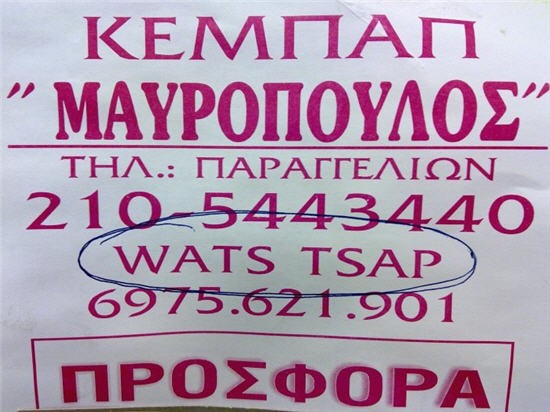 ΚΕΜΠΑΠ
"ΜΑΥΡΟΠΟΥΛΟΣ"
ΤΗΛ.: ΠΑΡΑΓΓΕΛΙΩΝ
210-5443440
WATS TSAP
6975.621.901
ΠΡΟΣΦΟΡΑ